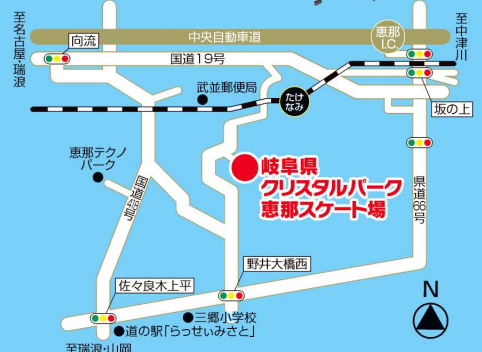 至名古屋・瑞浪
向流
中央自動車道
恵那
I.C.
至中津川
国道19号
武並郵便局
たけ
なみ
坂の上
恵那テクノ
パーク
岐阜県
クリスタルパーク
恵那スケート場
国道418号
県道66号
野井大橋西
佐々良木上平
三郷小学校
道の駅「らっせいみさと」
至瑞浪・山岡
N